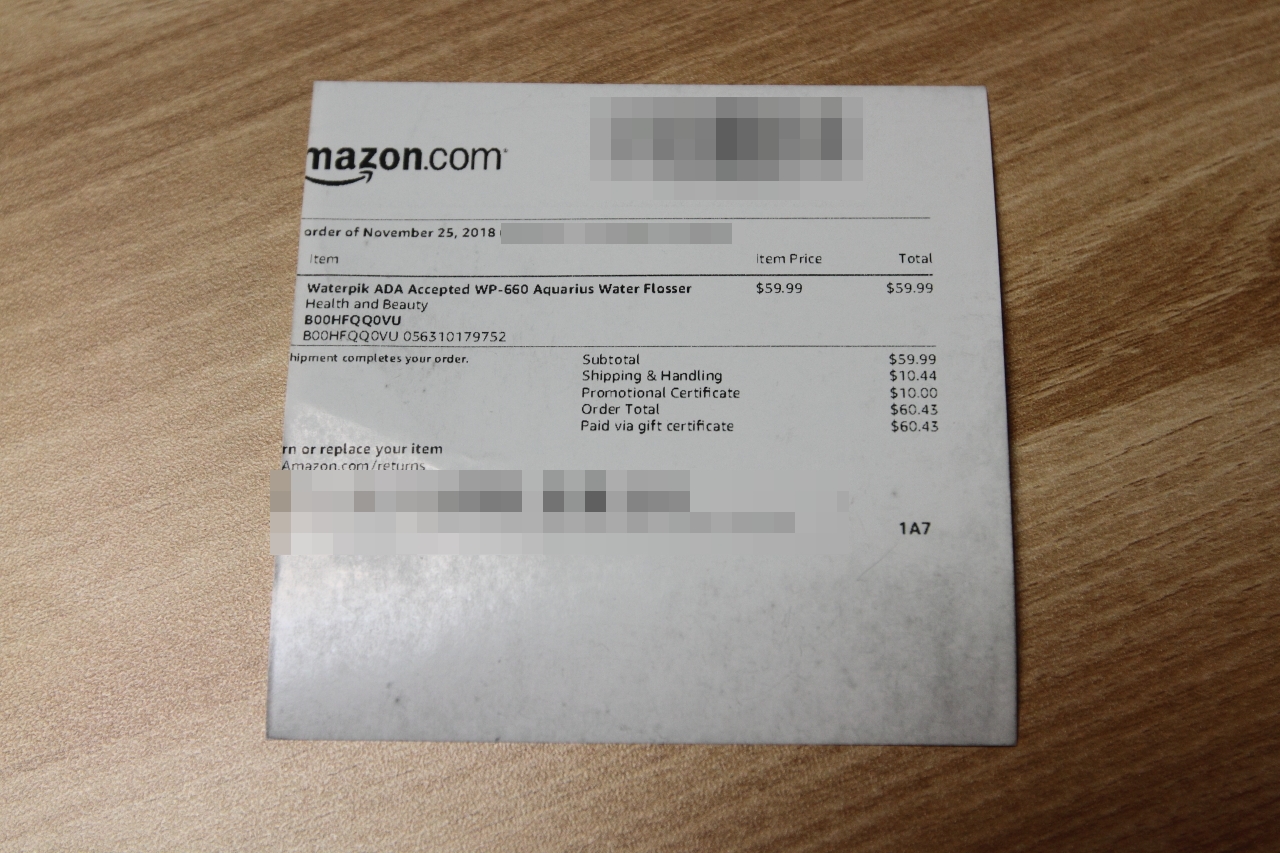 mazon.com
order of November 25, 2018
Item Item Price Total
Waterpik ADA Accepted WP-660 Aquarius Water Flosser $59.99 $59.99
Health and Beauty
B00HFQQ0VU
B00HFQQ0VU 056310179752
hipment completes your order.
Subtotal $59.99
Shipping & Handling $10.44
Promotional Certificate $10.00
Order Total $60.43
Paid via gift certificate $60.43
rn or replace your item
Amazon.com/returns
1A7